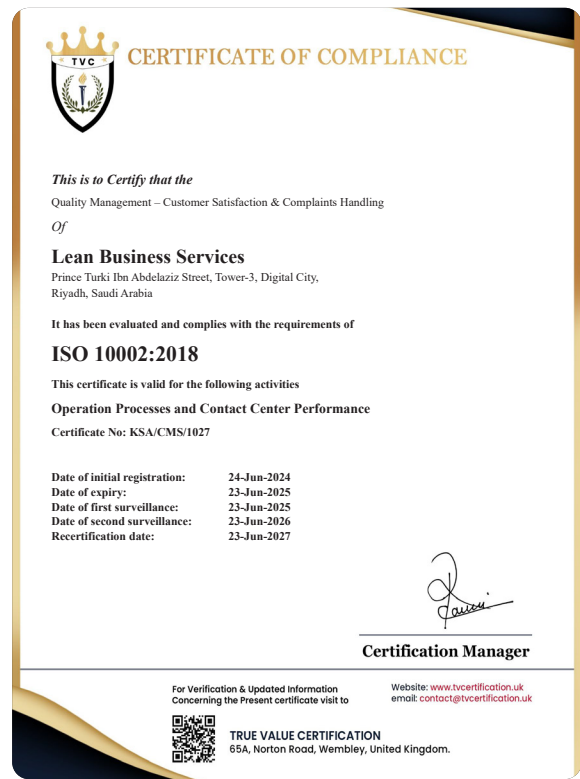 TVC
CERTIFICATE OF COMPLIANCE
This is to Certify that the
Quality Management – Customer Satisfaction & Complaints Handling
Of
Lean Business Services
Prince Turki Ibn Abdelaziz Street, Tower-3, Digital City,
Riyadh, Saudi Arabia
It has been evaluated and complies with the requirements of
ISO 10002:2018
This certificate is valid for the following activities
Operation Processes and Contact Center Performance
Certificate No: KSA/CMS/1027
Date of initial registration: 24-Jun-2024
Date of expiry: 23-Jun-2025
Date of first surveillance: 23-Jun-2025
Date of second surveillance: 23-Jun-2026
Recertification date: 23-Jun-2027
Certification Manager
For Verification & Updated Information
Concerning the Present certificate visit to
Website: www.tvcertification.uk
email: contact@tvcertification.uk
TRUE VALUE CERTIFICATION
65A, Norton Road, Wembley, United Kingdom.